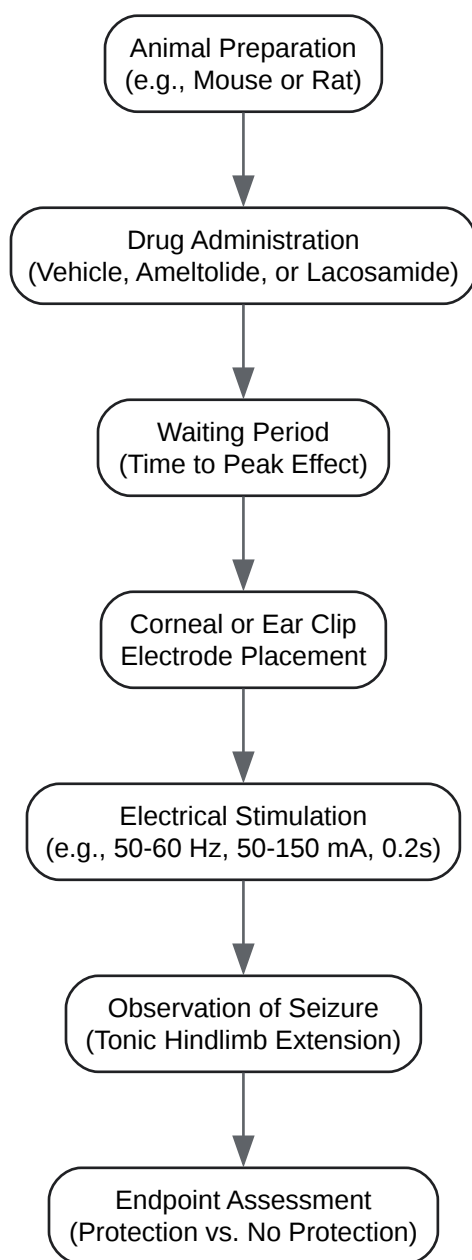 Animal Preparation
(e.g., Mouse or Rat)
Drug Administration
(Vehicle, Ameltolide, or Lacosamide)
Waiting Period
(Time to Peak Effect)
Corneal or Ear Clip
Electrode Placement
Electrical Stimulation
(e.g., 50-60 Hz, 50-150 mA, 0.2s)
Observation of Seizure
(Tonic Hindlimb Extension)
Endpoint Assessment
(Protection vs. No Protection)